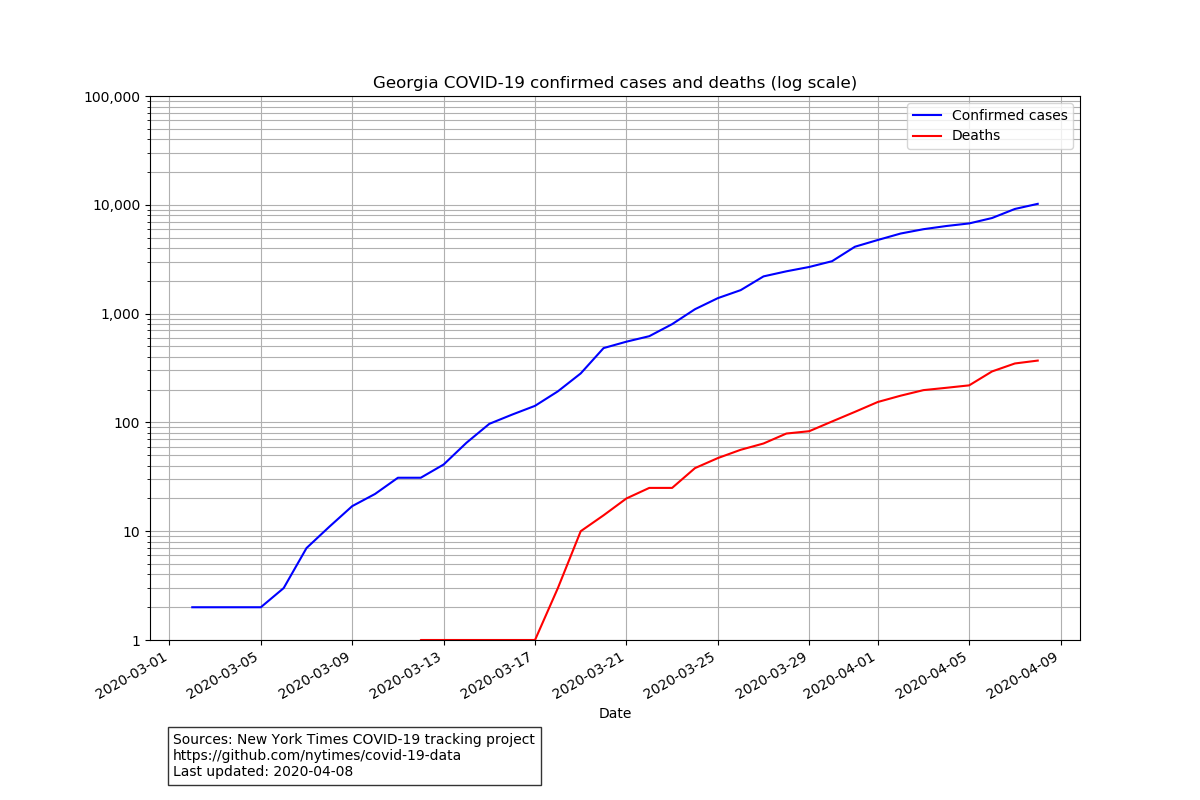 Georgia COVID-19 confirmed cases and deaths (log scale)
100,000
10,000
1,000
100
10
1
Confirmed cases
Deaths
2020-03-01
2020-03-05
2020-03-09
2020-03-13
2020-03-17
2020-03-21
2020-03-25
2020-03-29
2020-04-01
2020-04-05
2020-04-09
Date
Sources: New York Times COVID-19 tracking project
https://github.com/nytimes/covid-19-data
Last updated: 2020-04-08